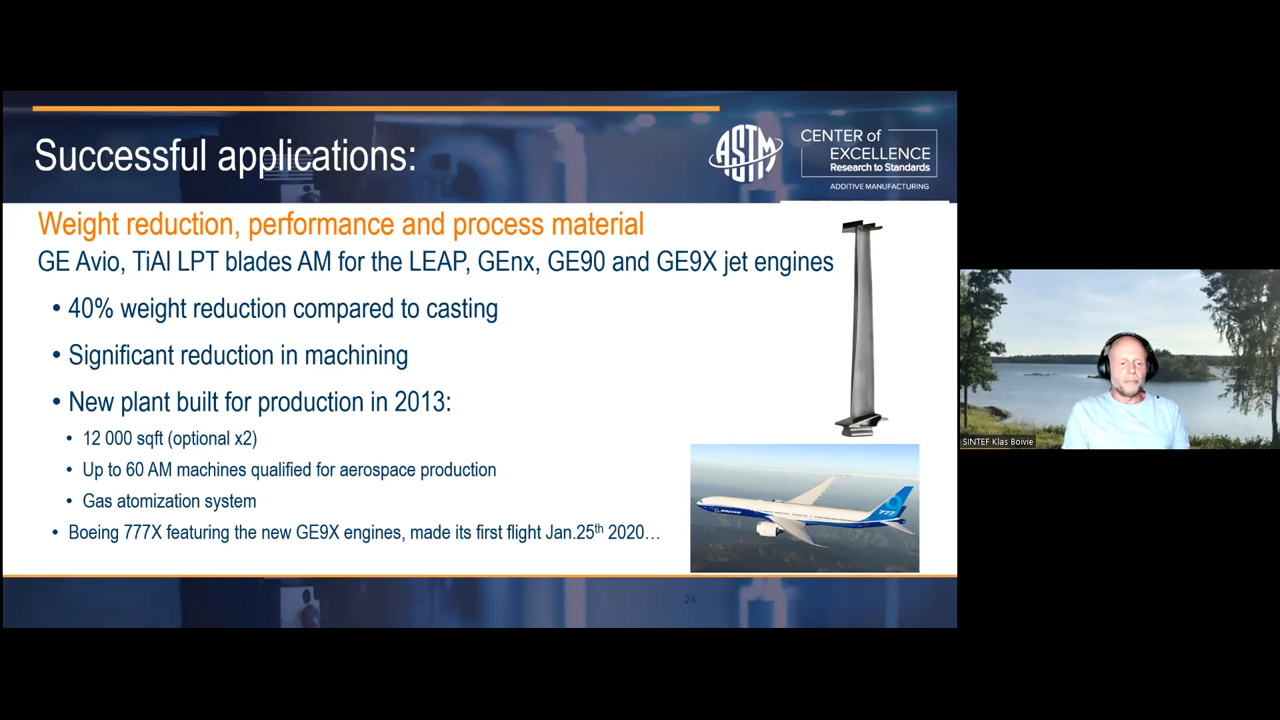 Successful applications:
ASTM
CENTER of
EXCELLENCE
Research to Standards
ADDITIVE MANUFACTURING
Weight reduction, performance and process material
GE Avio, TiAl LPT blades AM for the LEAP, GEnx, GE90 and GE9X jet engines
• 40% weight reduction compared to casting
• Significant reduction in machining
• New plant built for production in 2013:
• 12 000 sqft (optional x2)
• Up to 60 AM machines qualified for aerospace production
• Gas atomization system
• Boeing 777X featuring the new GE9X engines, made its first flight Jan.25th 2020…
BOEING
777
24
SINTEF Klas Boivie